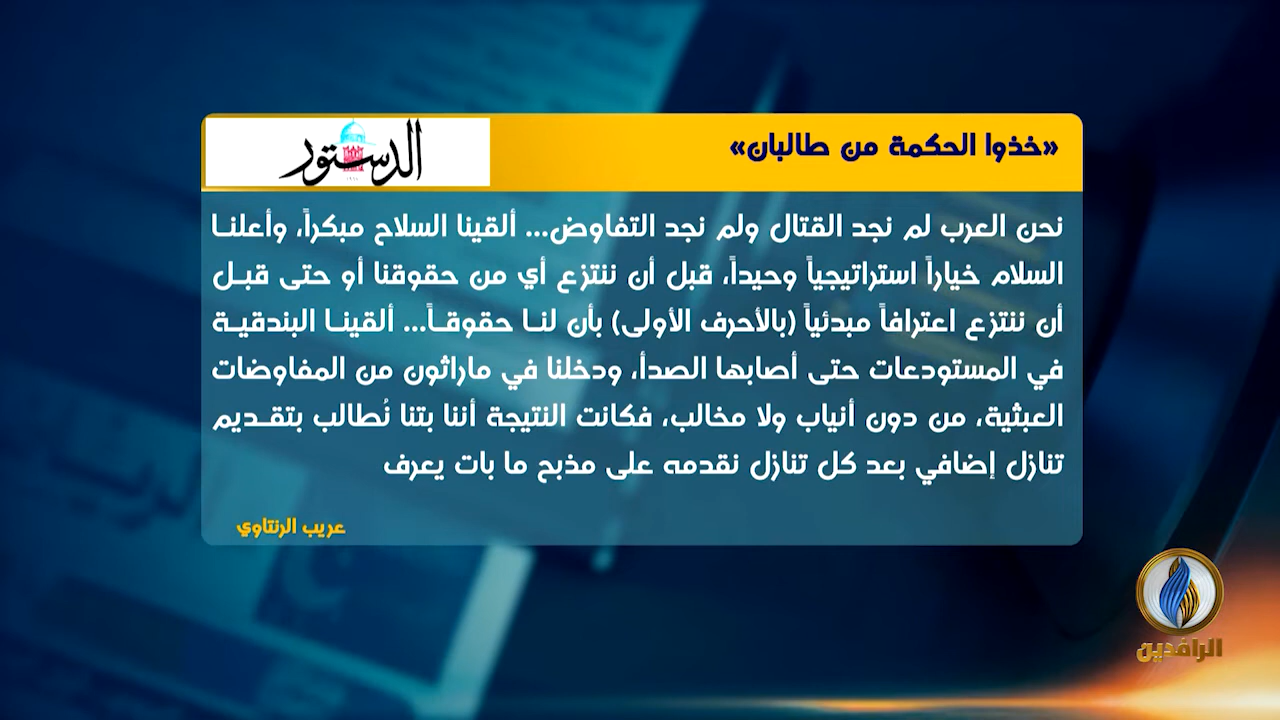 «خذوا الحكمة من طالبان»
الدستور
نحن العرب لم نجد القتال ولم نجد التفاوض... ألقينا السلاح مبكراً، وأعلنا
السلام خياراً استراتيجياً وحيداً، قبل أن ننتزع أي من حقوقنا أو حتى قبل
أن ننتزع اعترافاً مبدئياً (بالأحرف الأولى) بأن لنا حقوقاً... ألقينا البندقية
في المستودعات حتى أصابها الصدأ، ودخلنا في ماراثون من المفاوضات
العبثية، من دون أنياب ولا مخالب، فكانت النتيجة أننا بتنا نُطالب بتقديم
تنازل إضافي بعد كل تنازل نقدمه على مذبح ما بات يعرف
عريب الرنتاوي
الرافدين